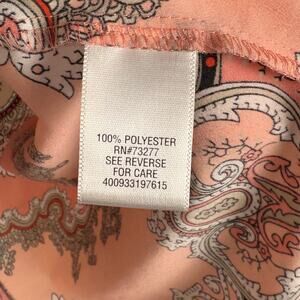 100% POLYESTER
RN#73277
SEE REVERSE
FOR CARE
400933197615